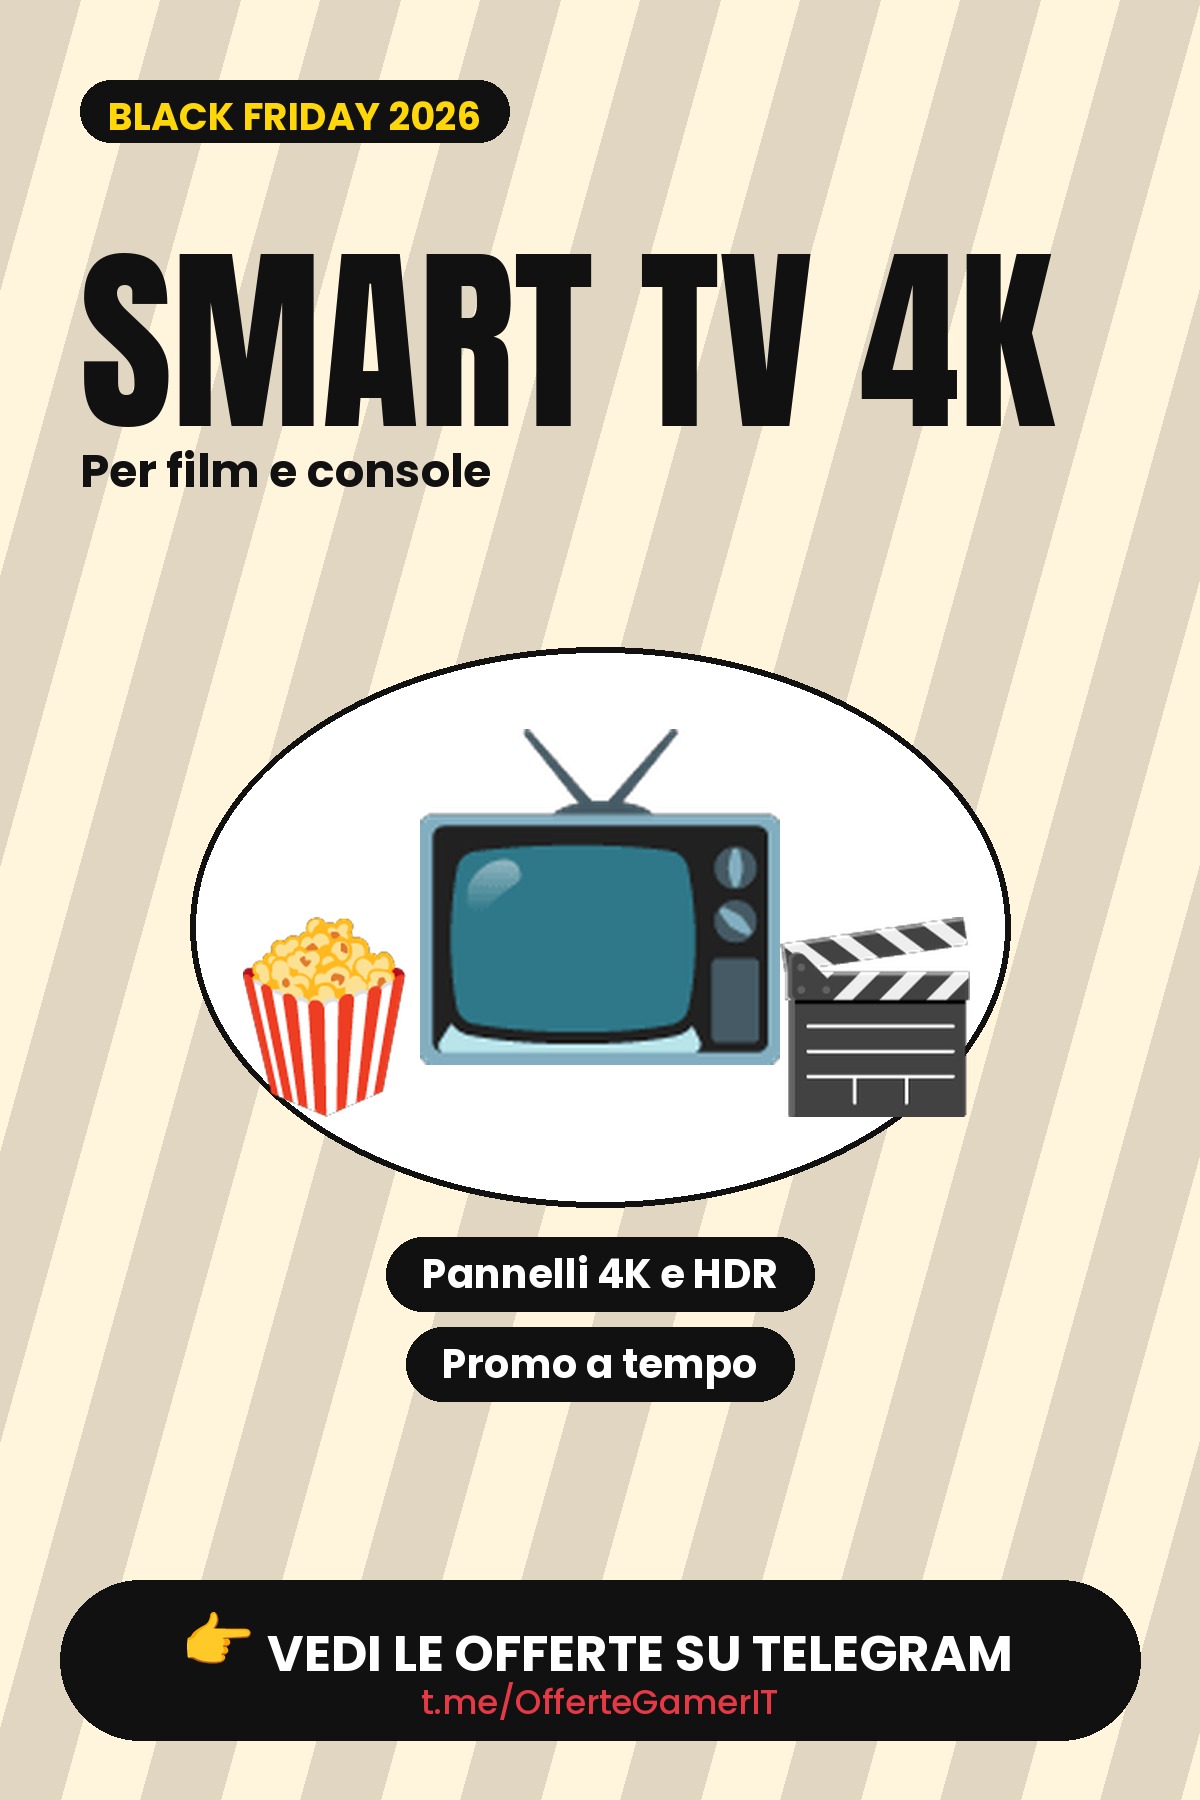 BLACK FRIDAY 2026
SMART TV 4K
Per film e console
Pannelli 4K e HDR
Promo a tempo
👉 VEDI LE OFFERTE SU TELEGRAM
t.me/OfferteGamerIT